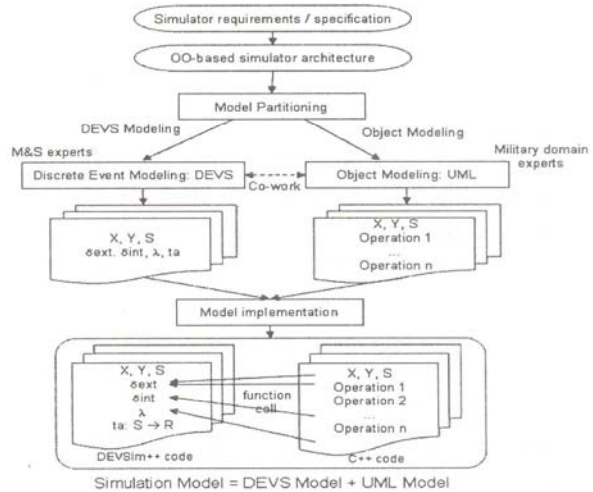 Simulator requirements / specification
OO-based simulator architecture
Model Partitioning
DEVS Modeling
Object Modeling
M&S experts
Military domain
experts
Discrete Event Modeling: DEVS
Co-work
Object Modeling: UML
X, Y, S
δext, δint, λ, ta
X, Y, S
Operation 1
...
Operation n
Model implementation
X, Y, S
δext
δint
λ
ta: S → R
function
call
X, Y, S
Operation 1
Operation 2
...
Operation n
DEVSim++ code
C++ code
Simulation Model = DEVS Model + UML Model